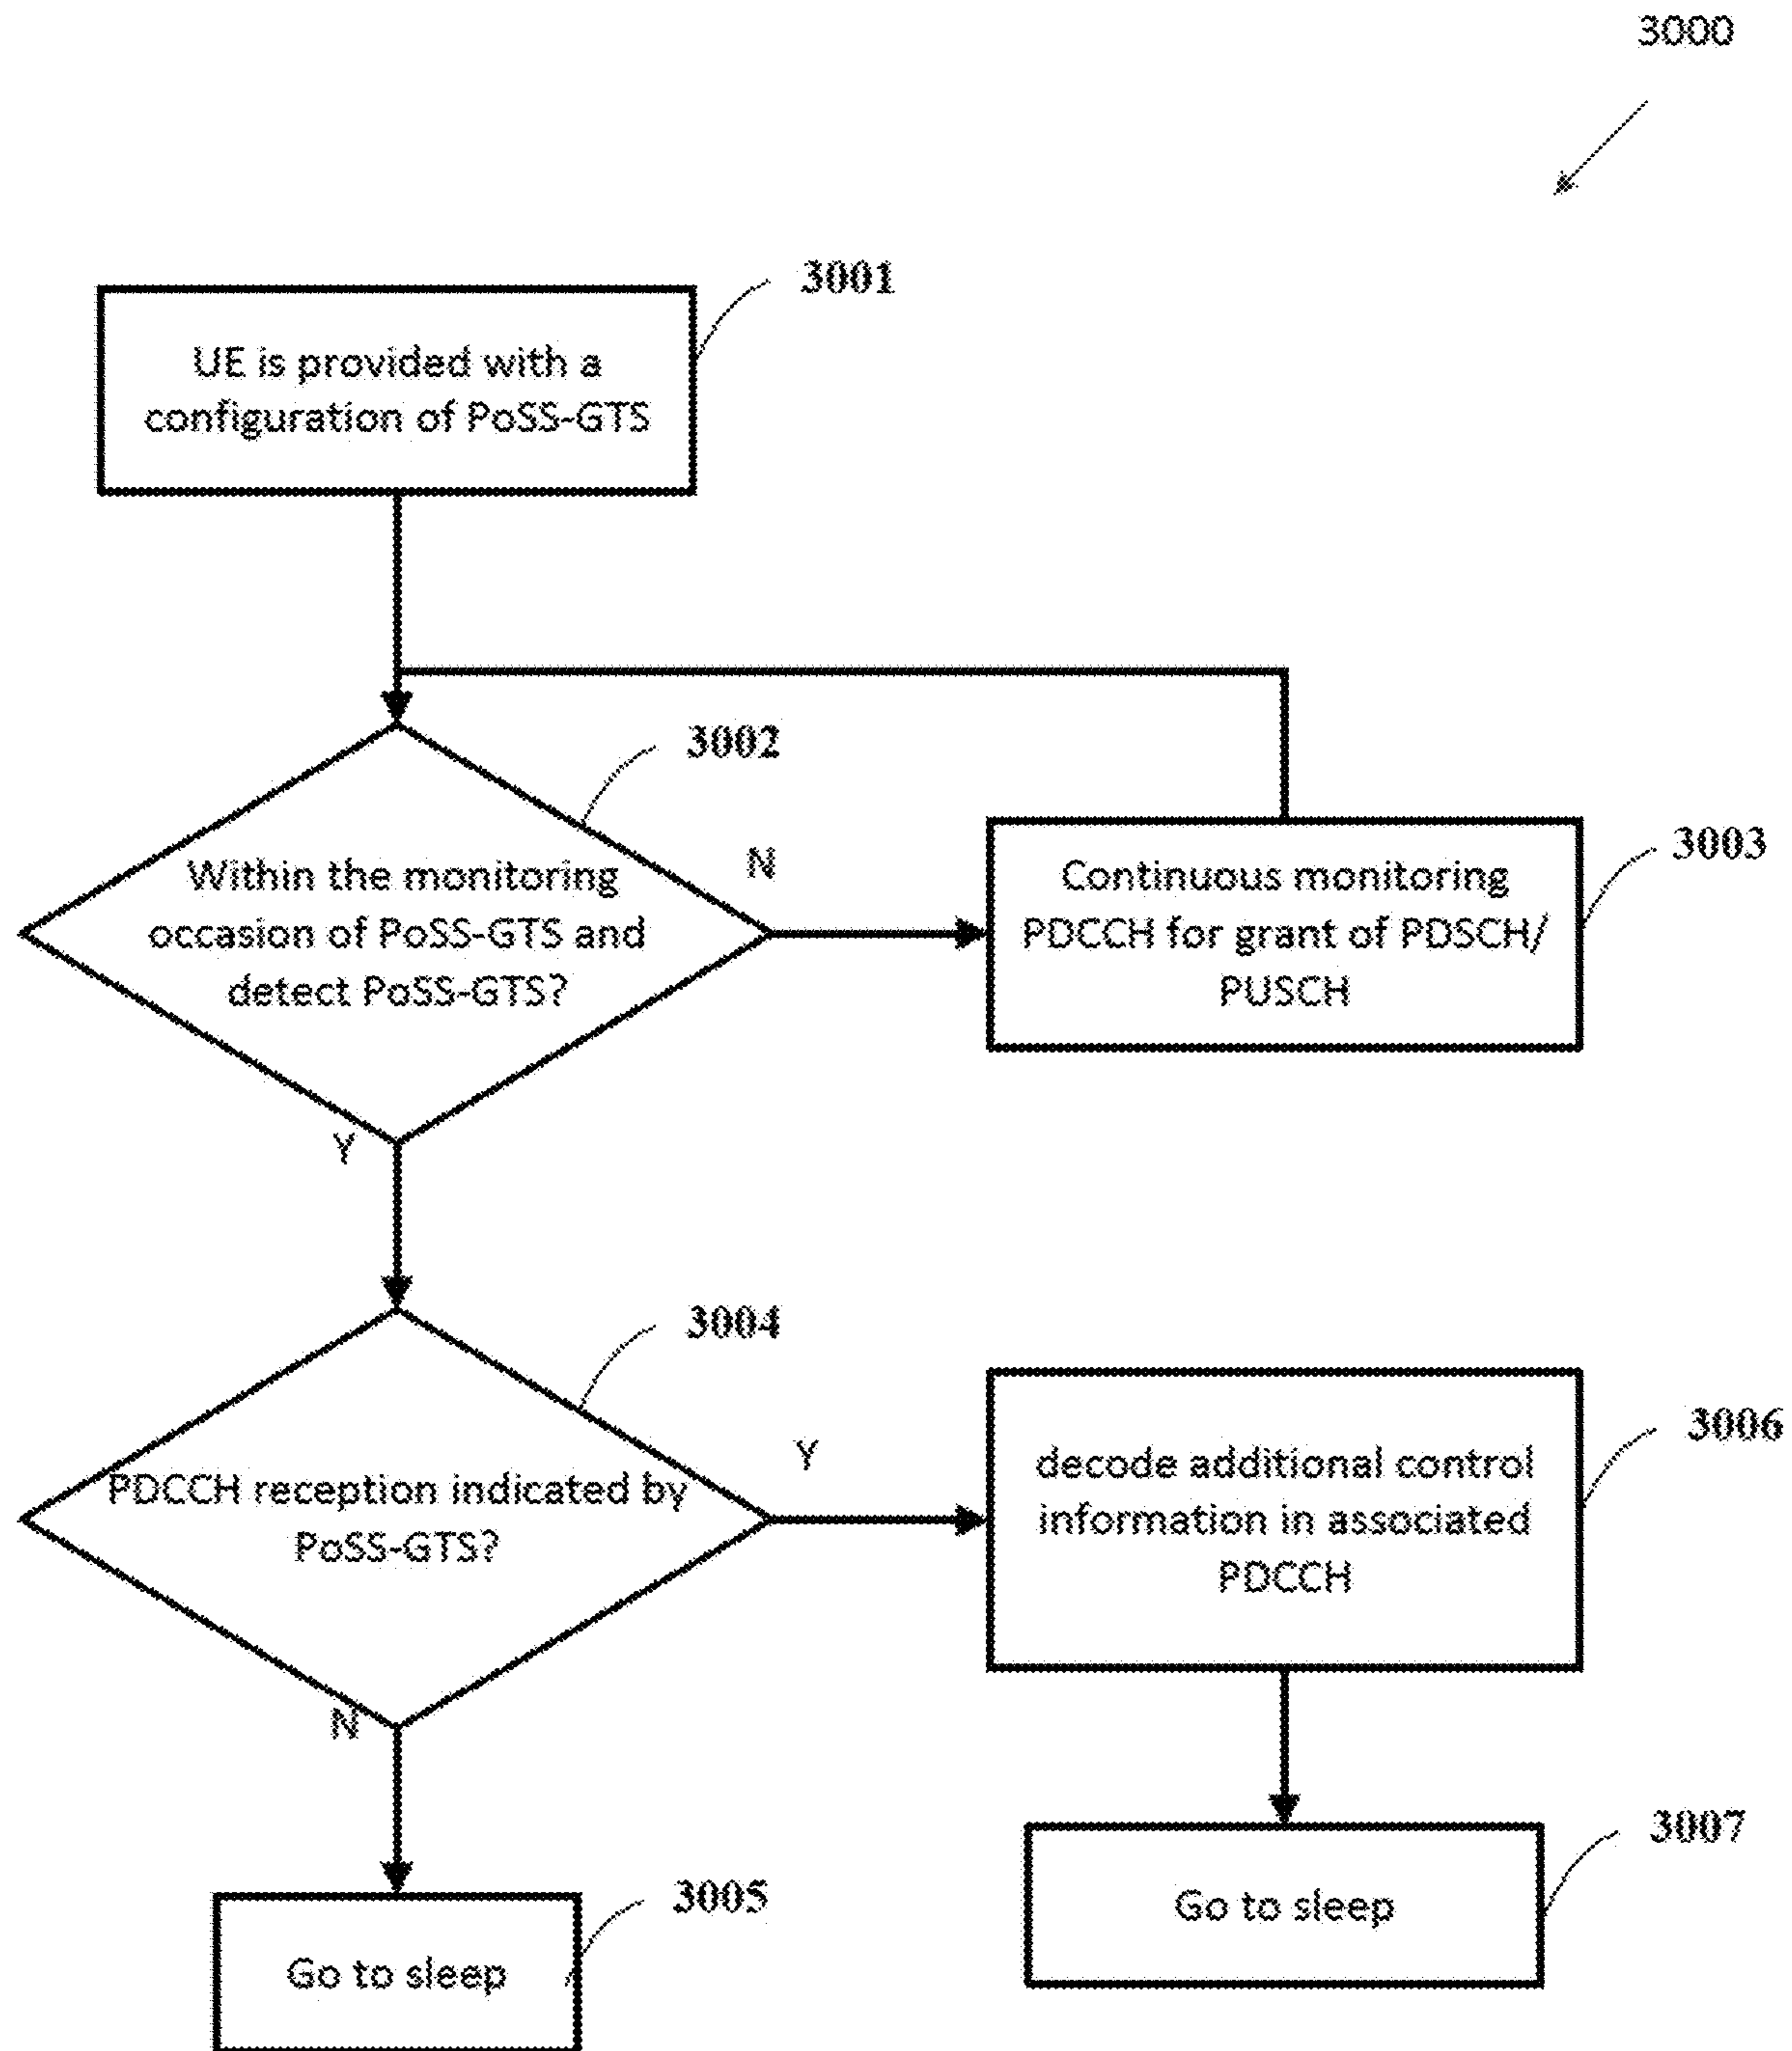 3000
3001
UE is provided with a
configuration of PoSS-GTS
3002
Within the monitoring
occasion of PoSS-GTS and
detect PoSS-GTS?
N
3003
Continuous monitoring
PDCCH for grant of PDSCH/
PUSCH
Y
3004
PDCCH reception indicated by
PoSS-GTS?
Y
3006
decode additional control
information in associated
PDCCH
N
3005
Go to sleep
3007
Go to sleep